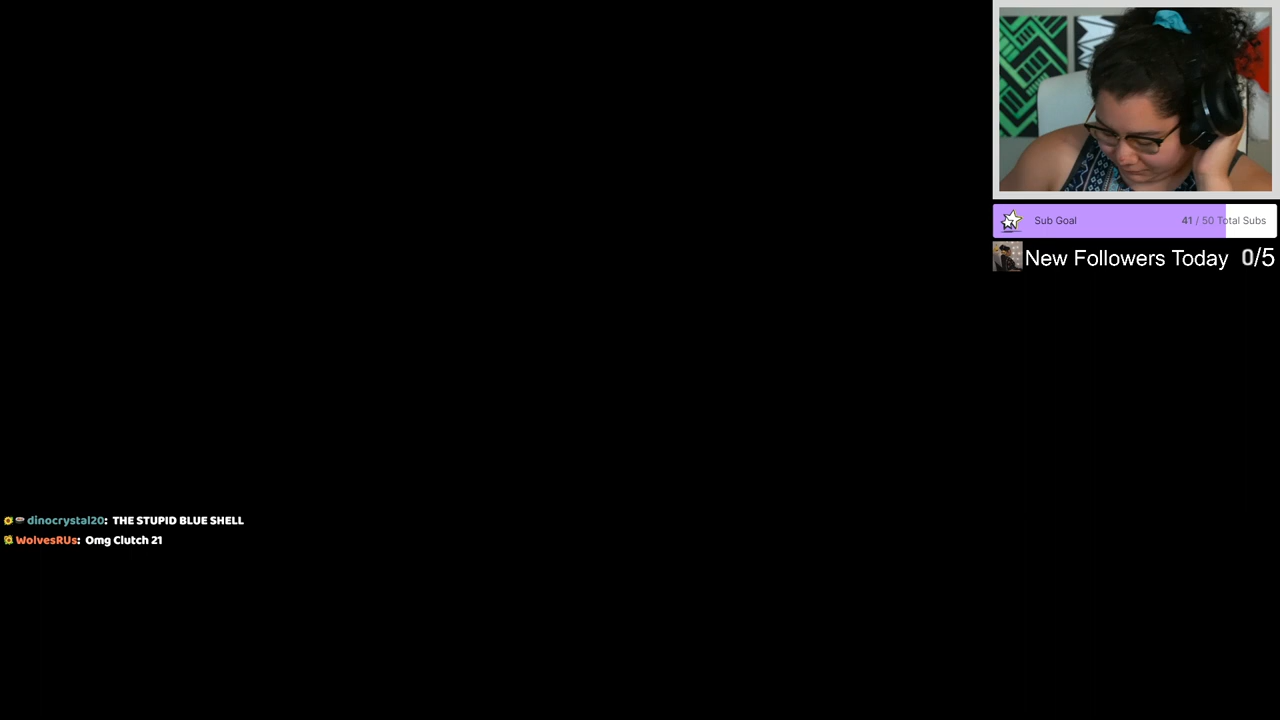 Sub Goal 41 / 50 Total Subs
New Followers Today 0/5
dinocrystal20: THE STUPID BLUE SHELL
WolvesRUs: Omg Clutch 21